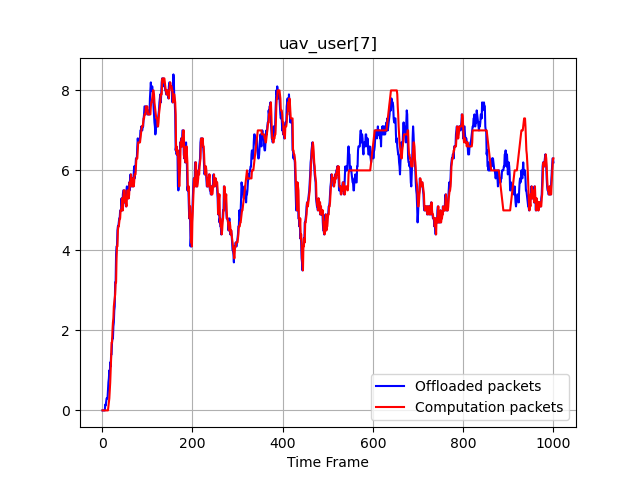 uav_user[7]
8
6
4
2
0
0 200 400 600 800 1000
Time Frame
Offloaded packets
Computation packets